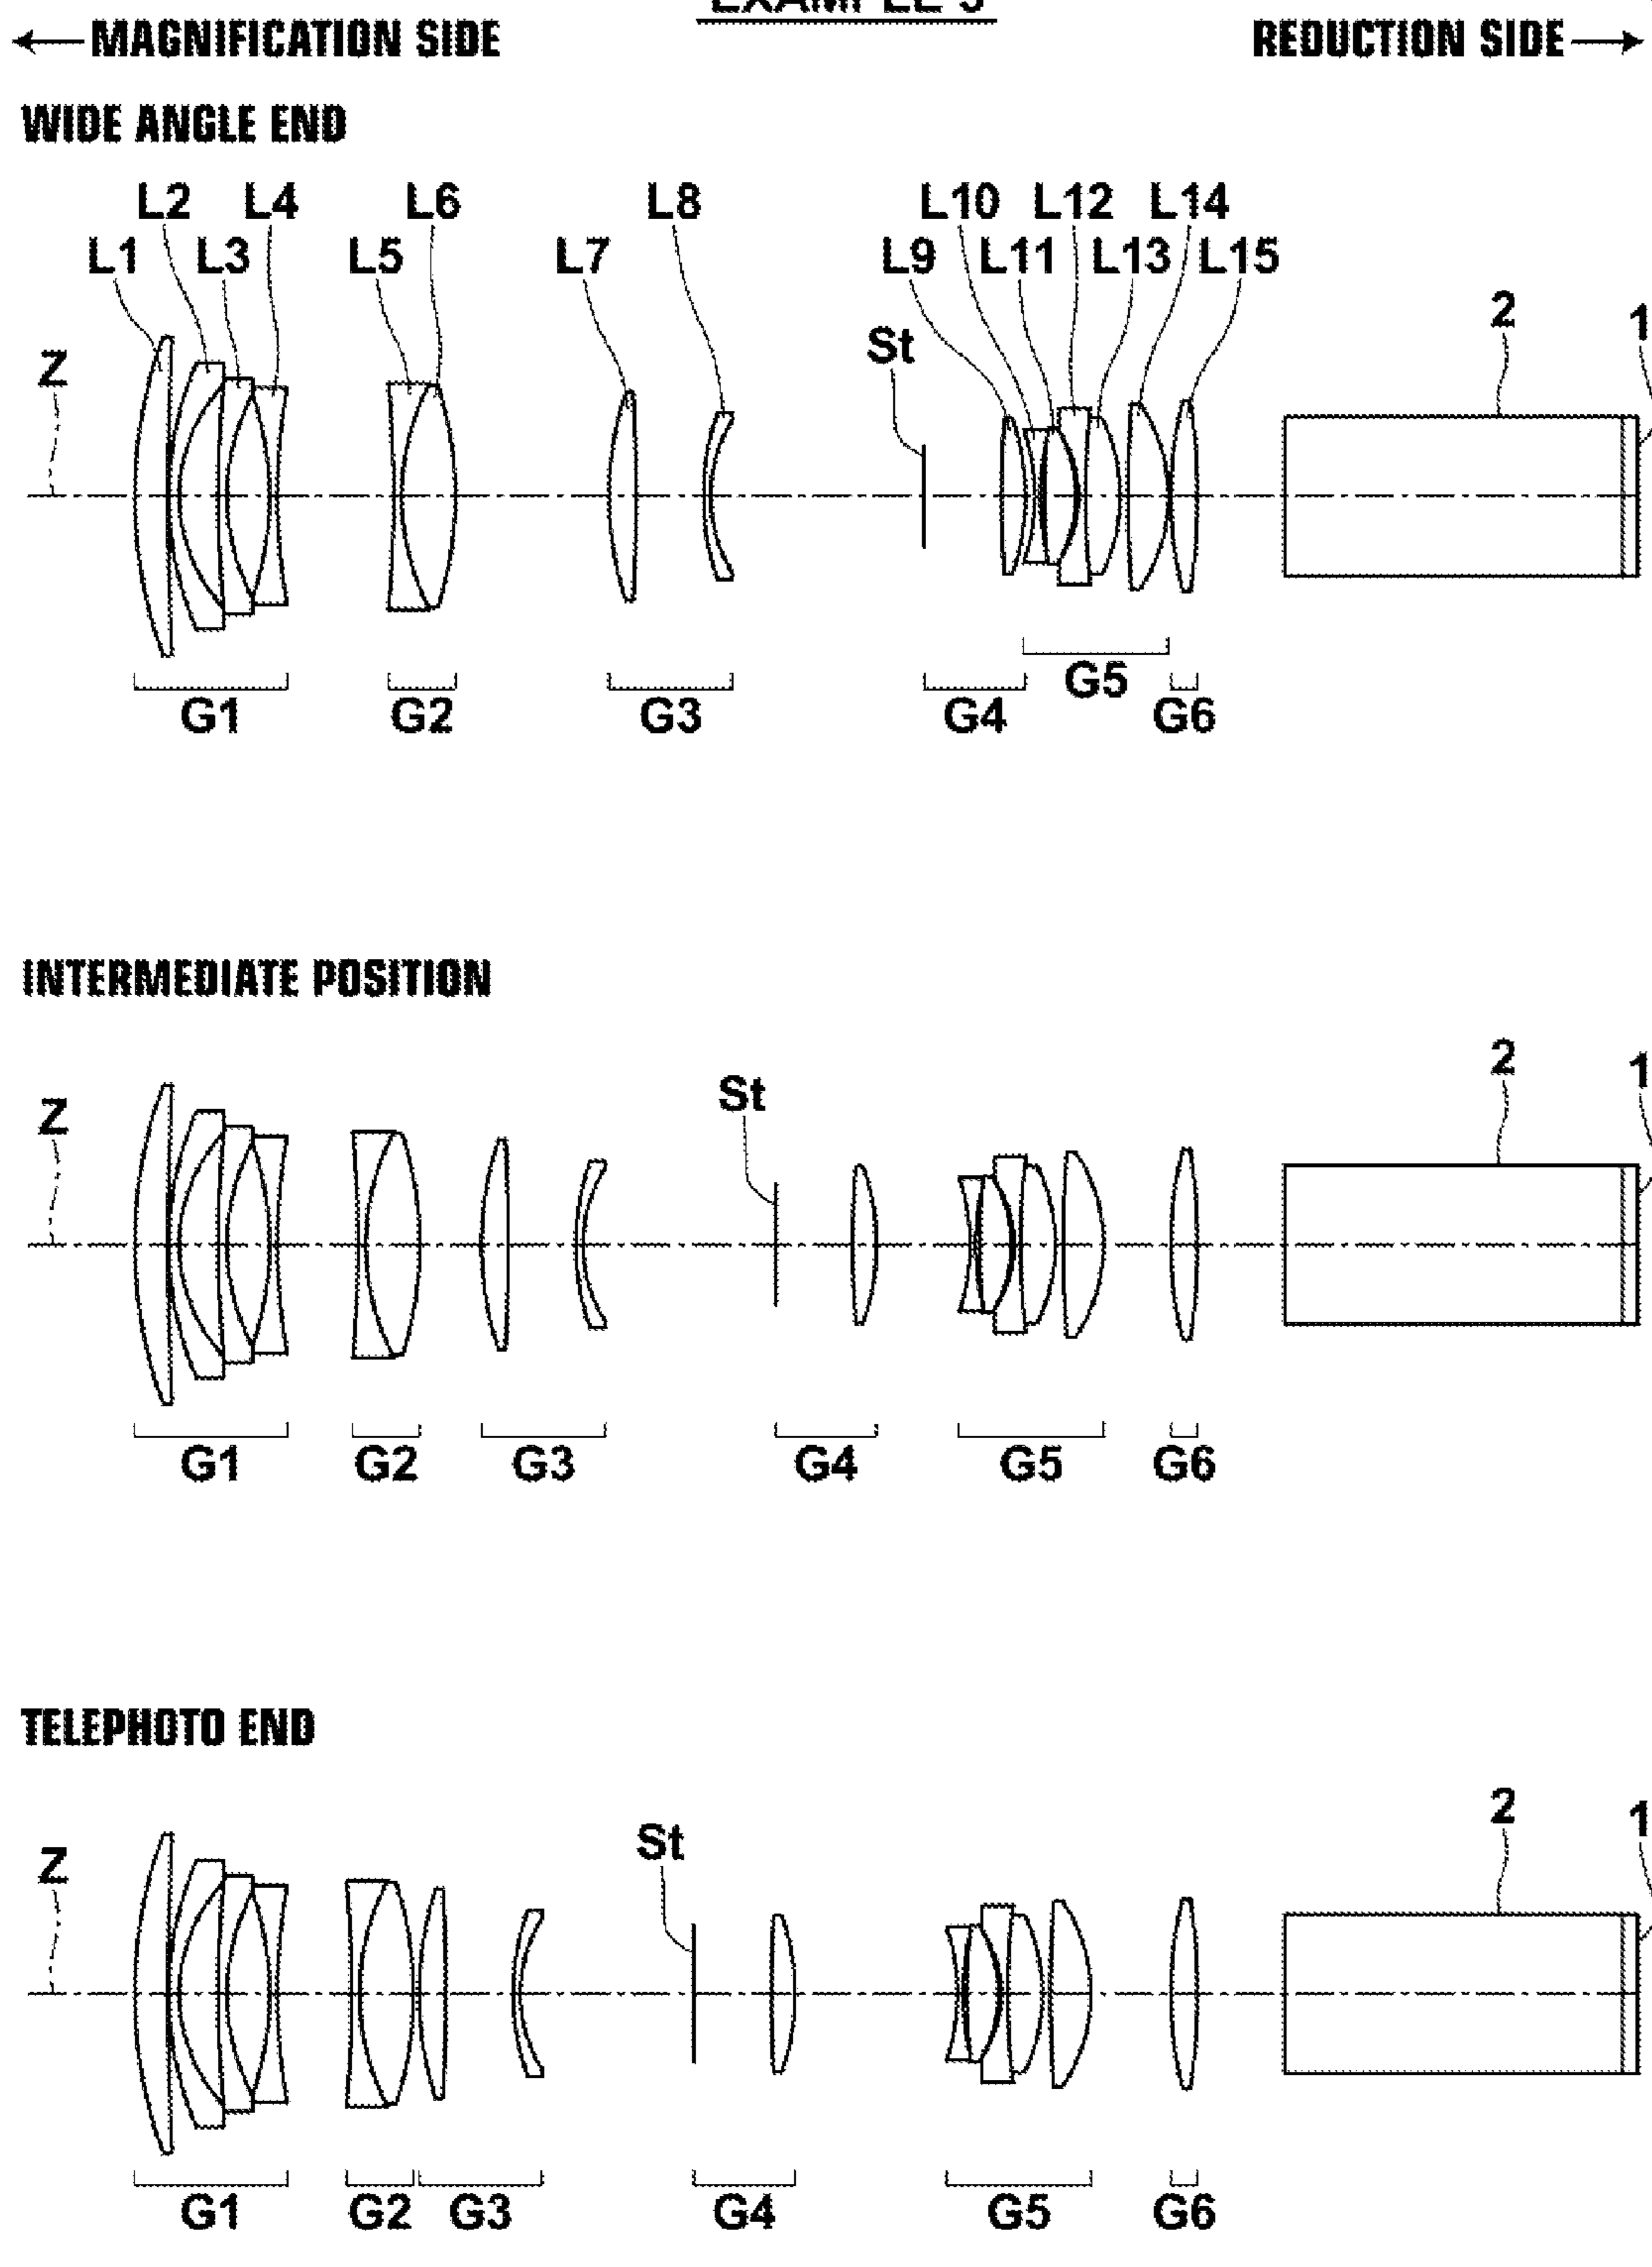 ← MAGNIFICATION SIDE
REDUCTION SIDE →
WIDE ANGLE END
L2 L4 L6 L8 L10 L12 L14
L1 L3 L5 L7 L9 L11 L13 L15
Z St 2 1
G1 G2 G3 G4 G5 G6
INTERMEDIATE POSITION
Z St 2 1
G1 G2 G3 G4 G5 G6
TELEPHOTO END
Z St 2 1
G1 G2 G3 G4 G5 G6